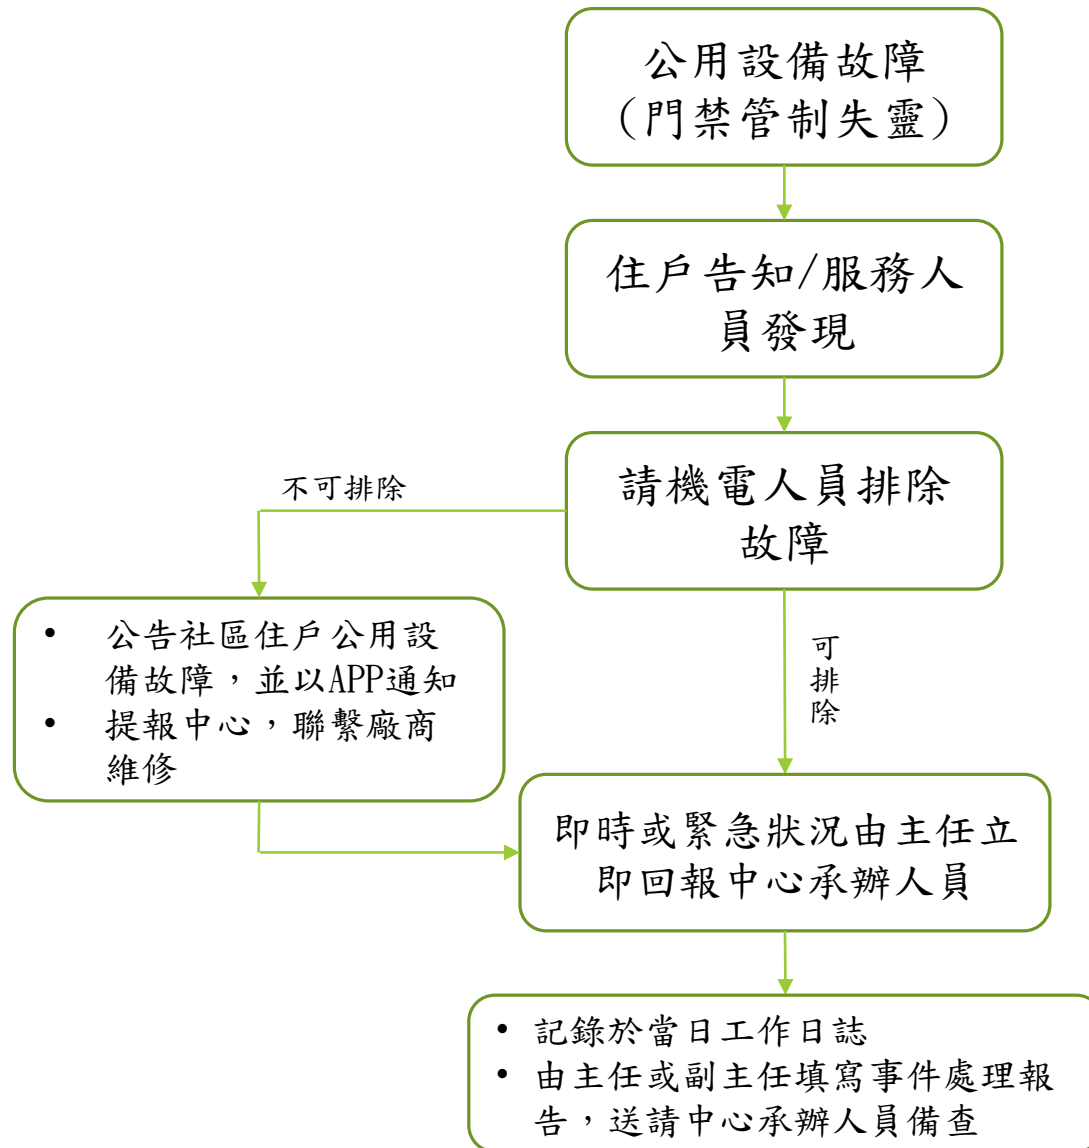 公用設備故障
(門禁管制失靈)
住戶告知/服務人
員發現
請機電人員排除
故障
不可排除
• 公告社區住戶公用設
備故障，並以APP通知
• 提報中心，聯繫廠商
維修
可
排
除
即時或緊急狀況由主任立
即回報中心承辦人員
• 記錄於當日工作日誌
• 由主任或副主任填寫事件處理報
告，送請中心承辦人員備查